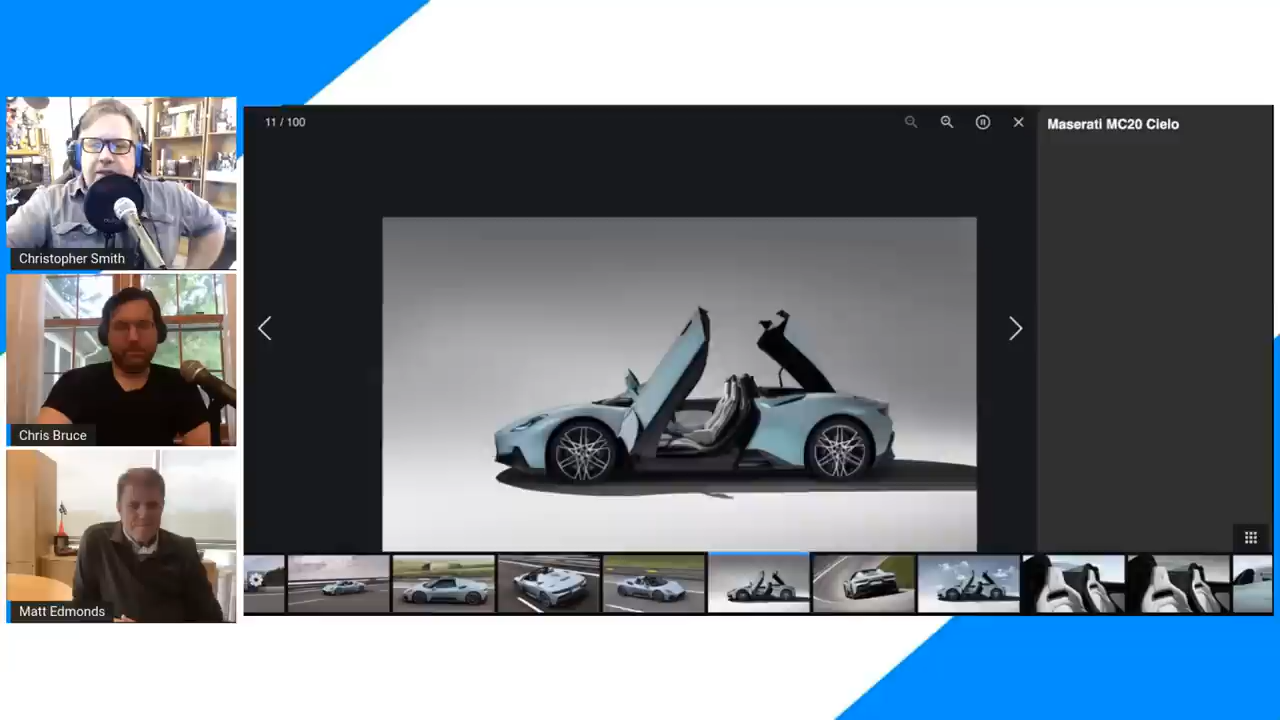 11 / 100
Maserati MC20 Cielo
Christopher Smith
Chris Bruce
Matt Edmonds